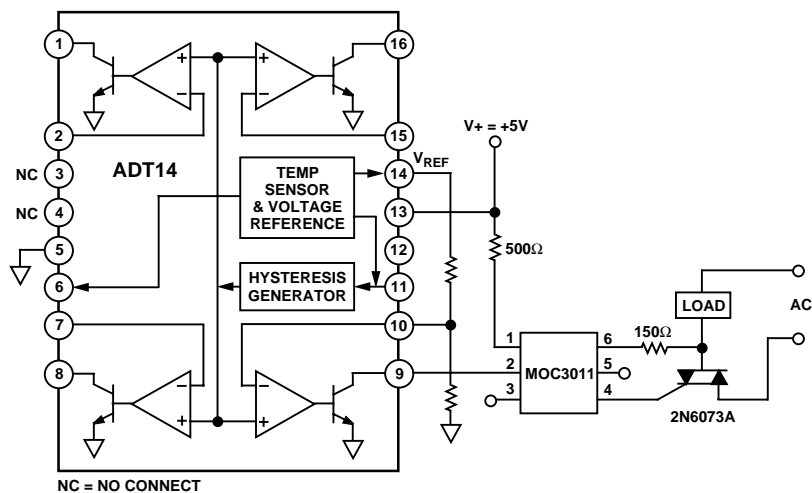 1
16
2
15
NC 3
ADT14
NC 4
5
6
7
8
TEMP
SENSOR
& VOLTAGE
REFERENCE
HYSTERESIS
GENERATOR
+
−
+
−
−
+
−
+
VREF
14
13
12
11
10
9
V+ = +5V
500Ω
1
2
3
MOC3011
6
5
4
150Ω
LOAD
AC
2N6073A
NC = NO CONNECT